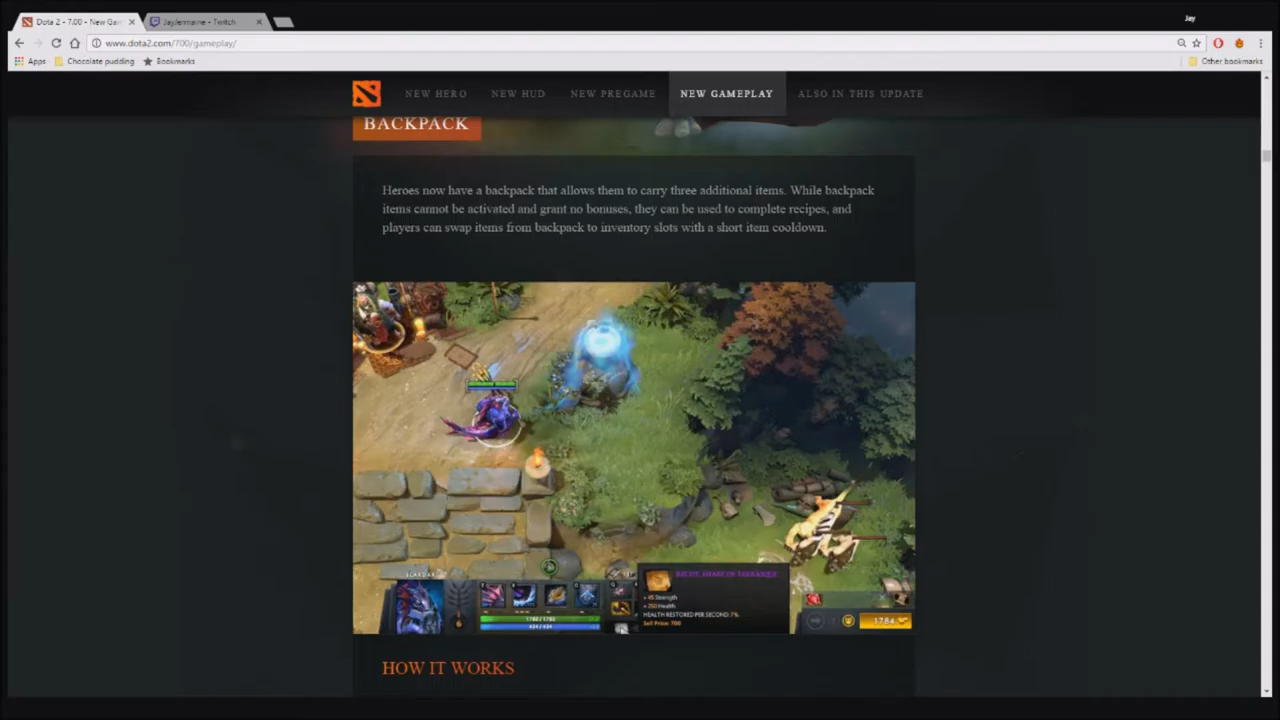 Dota 2 - 7.00 - New Gam
JayJermaine - Twitch
Jay
www.dota2.com/700/gameplay/
Apps
Chocolate pudding
Bookmarks
Other bookmarks
NEW HERO
NEW HUD
NEW PREGAME
NEW GAMEPLAY
ALSO IN THIS UPDATE
BACKPACK
Heroes now have a backpack that allows them to carry three additional items. While backpack
items cannot be activated and grant no bonuses, they can be used to complete recipes, and
players can swap items from backpack to inventory slots with a short item cooldown.
SLARDAR
+ 45 Strength
+ 250 Health
HEALTH RESTORED PER SECOND: 7%
Sell Price: 700
1784
HOW IT WORKS